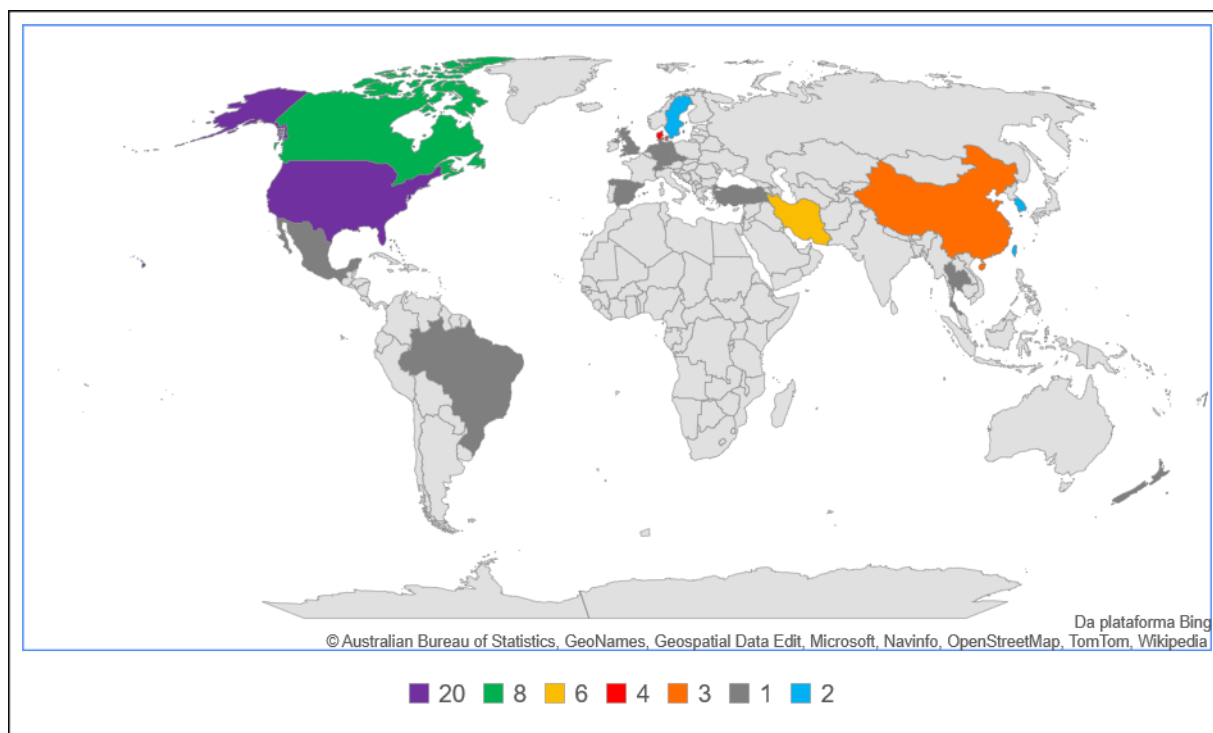 Da plataforma Bing
© Australian Bureau of Statistics, GeoNames, Geospatial Data Edit, Microsoft, Navinfo, OpenStreetMap, TomTom, Wikipedia
20 8 6 4 3 1 2